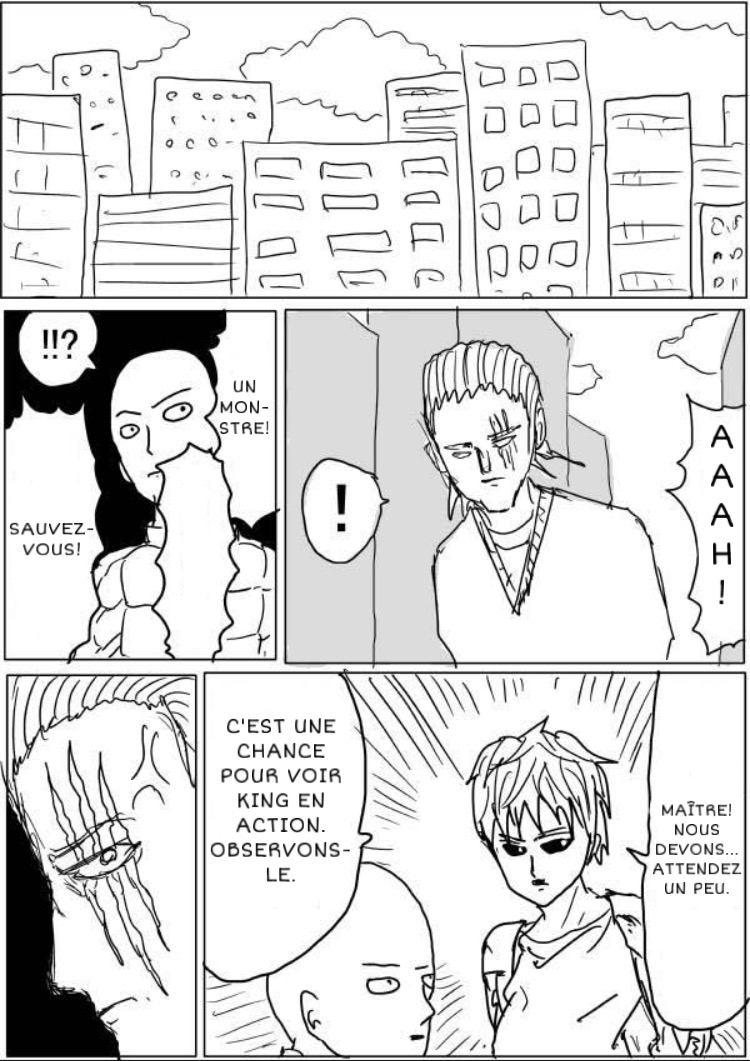 A
A
A
H
!
!
UN
MON-
STRE!
!!?
SAUVEZ-
VOUS!
MAÎTRE!
NOUS
DEVONS...
ATTENDEZ
UN PEU.
C'EST UNE
CHANCE
POUR VOIR
KING EN
ACTION.
OBSERVONS-
LE.